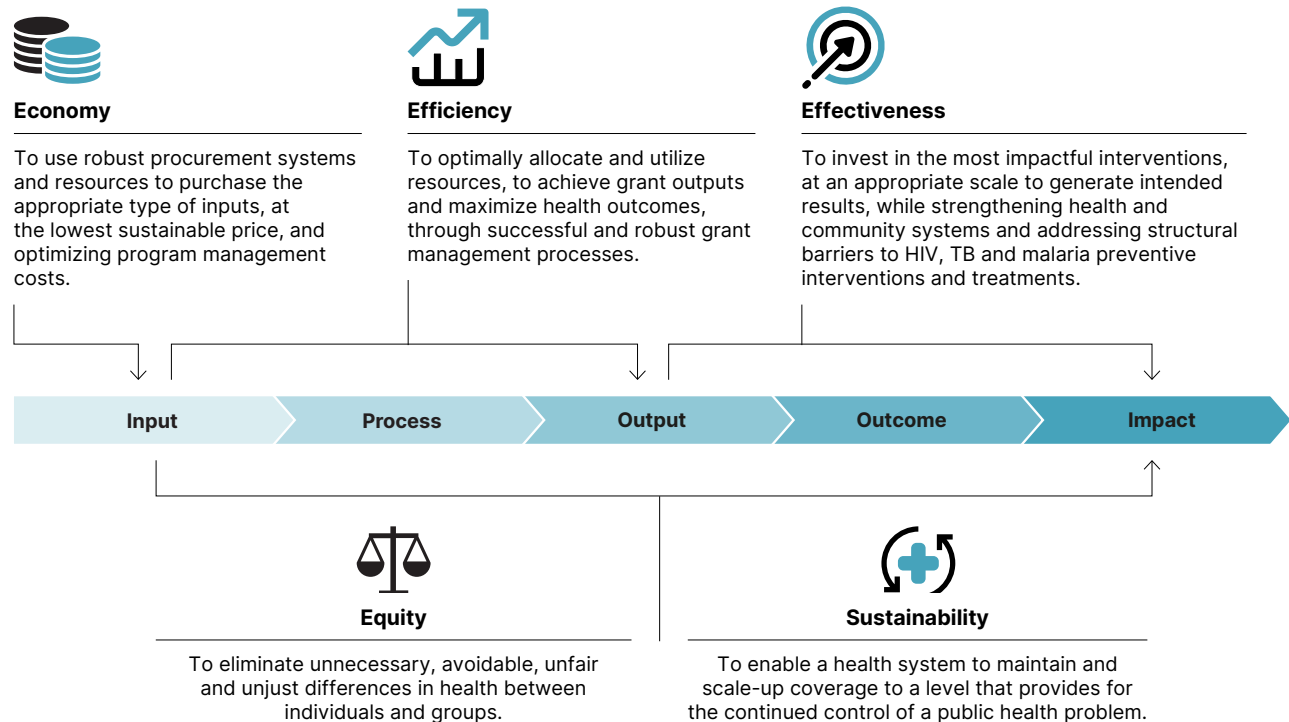 Economy
To use robust procurement systems
and resources to purchase the
appropriate type of inputs, at
the lowest sustainable price, and
optimizing program management
costs.
Efficiency
To optimally allocate and utilize
resources, to achieve grant outputs
and maximize health outcomes,
through successful and robust grant
management processes.
Effectiveness
To invest in the most impactful interventions,
at an appropriate scale to generate intended
results, while strengthening health and
community systems and addressing structural
barriers to HIV, TB and malaria preventive
interventions and treatments.
Input
Process
Output
Outcome
Impact
Equity
To eliminate unnecessary, avoidable, unfair
and unjust differences in health between
individuals and groups.
Sustainability
To enable a health system to maintain and
scale-up coverage to a level that provides for
the continued control of a public health problem.